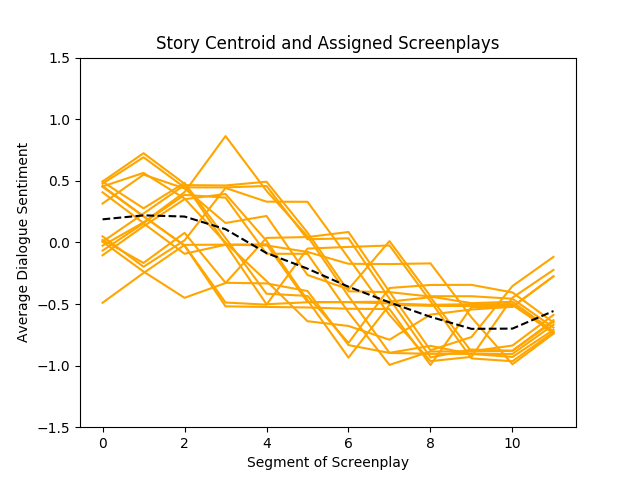 Story Centroid and Assigned Screenplays
1.5
1.0
0.5
0.0
−0.5
−1.0
−1.5
Average Dialogue Sentiment
0 2 4 6 8 10
Segment of Screenplay